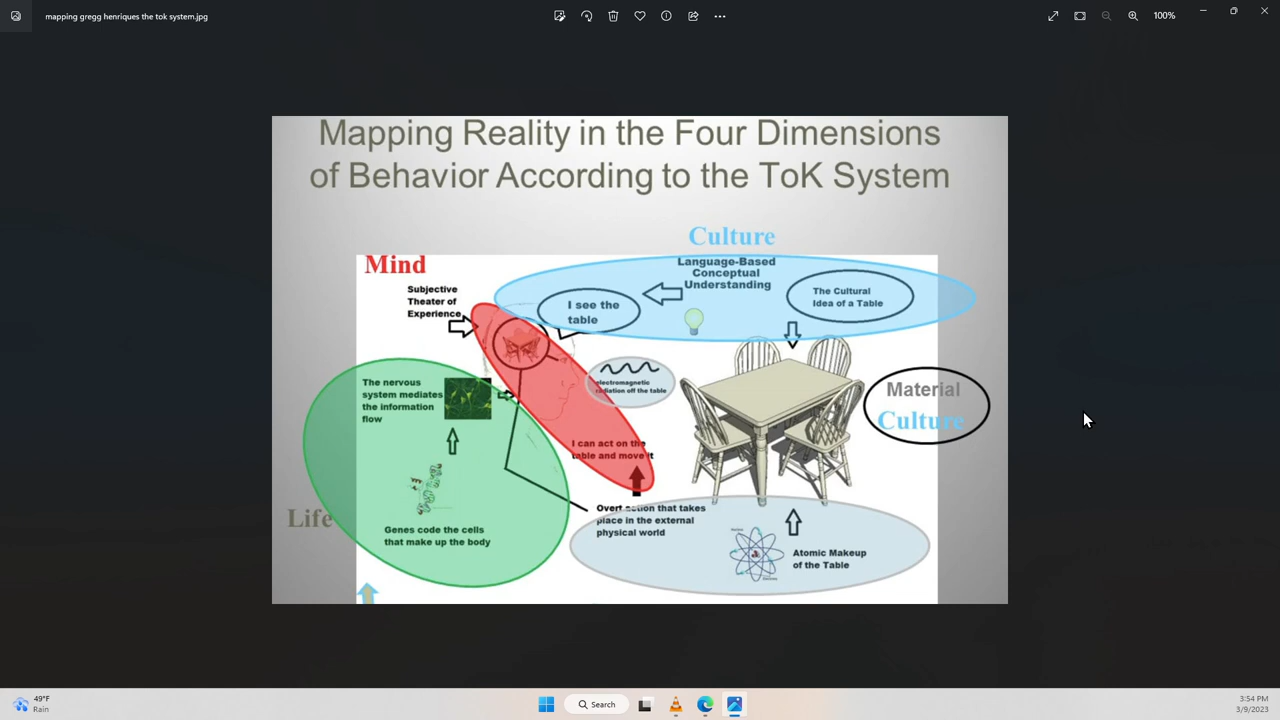 mapping gregg henriques the tok system.jpg
100%
Mapping Reality in the Four Dimensions
of Behavior According to the ToK System
Culture
Mind
Language-Based
Conceptual
Understanding
Subjective
Theater of
Experience
I see the
table
The Cultural
Idea of a Table
The nervous
system mediates
the information
flow
electromagnetic
radiation off the table
Material
Culture
I can act on the
table and move it
Life
Genes code the cells
that make up the body
Overt action that takes
place in the external
physical world
Atomic Makeup
of the Table
49°F
Rain
Search
3:54 PM
3/9/2023